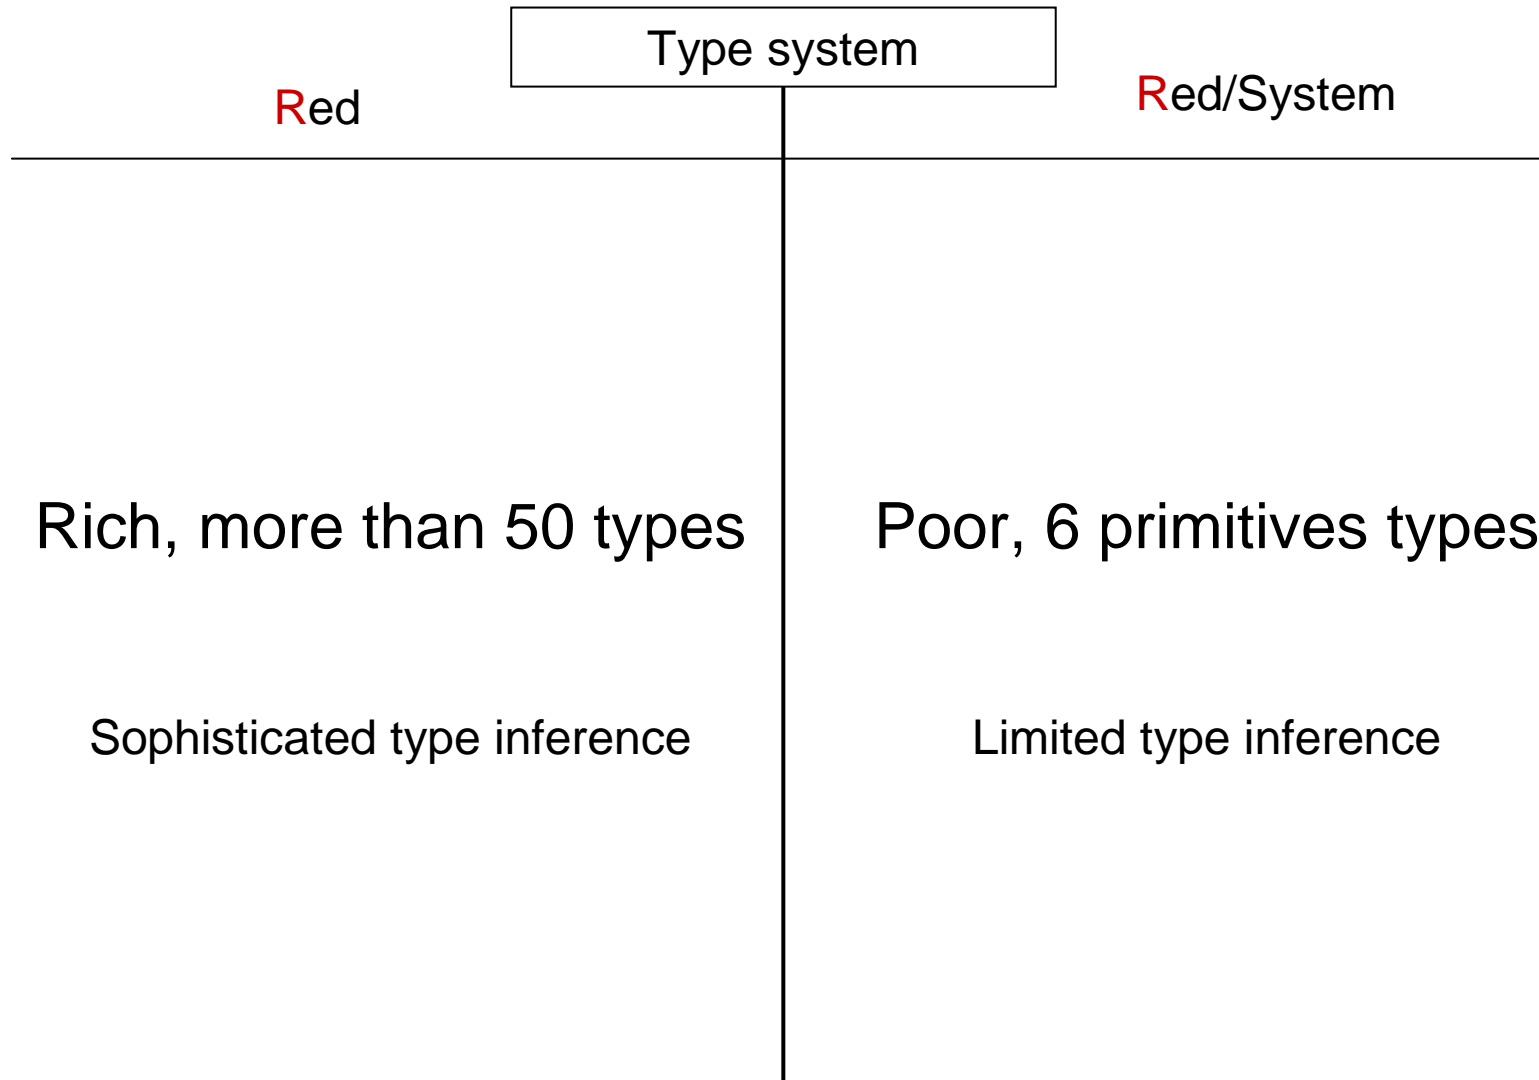 Type system
Red
Red/System
Rich, more than 50 types
Poor, 6 primitives types
Sophisticated type inference
Limited type inference